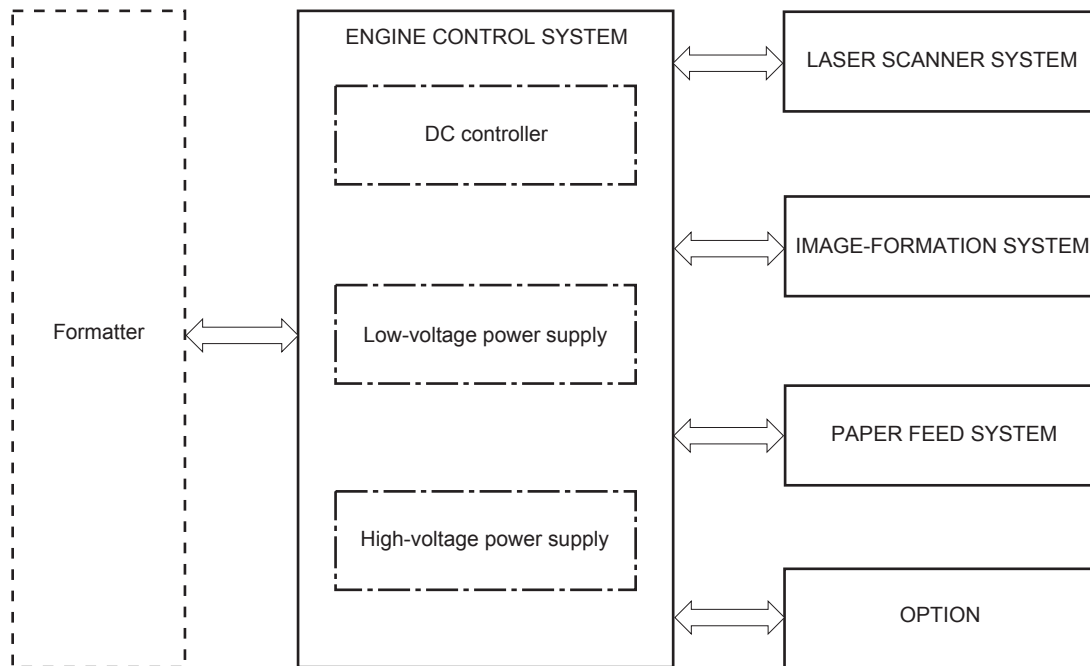 Formatter
ENGINE CONTROL SYSTEM
DC controller
Low-voltage power supply
High-voltage power supply
LASER SCANNER SYSTEM
IMAGE-FORMATION SYSTEM
PAPER FEED SYSTEM
OPTION